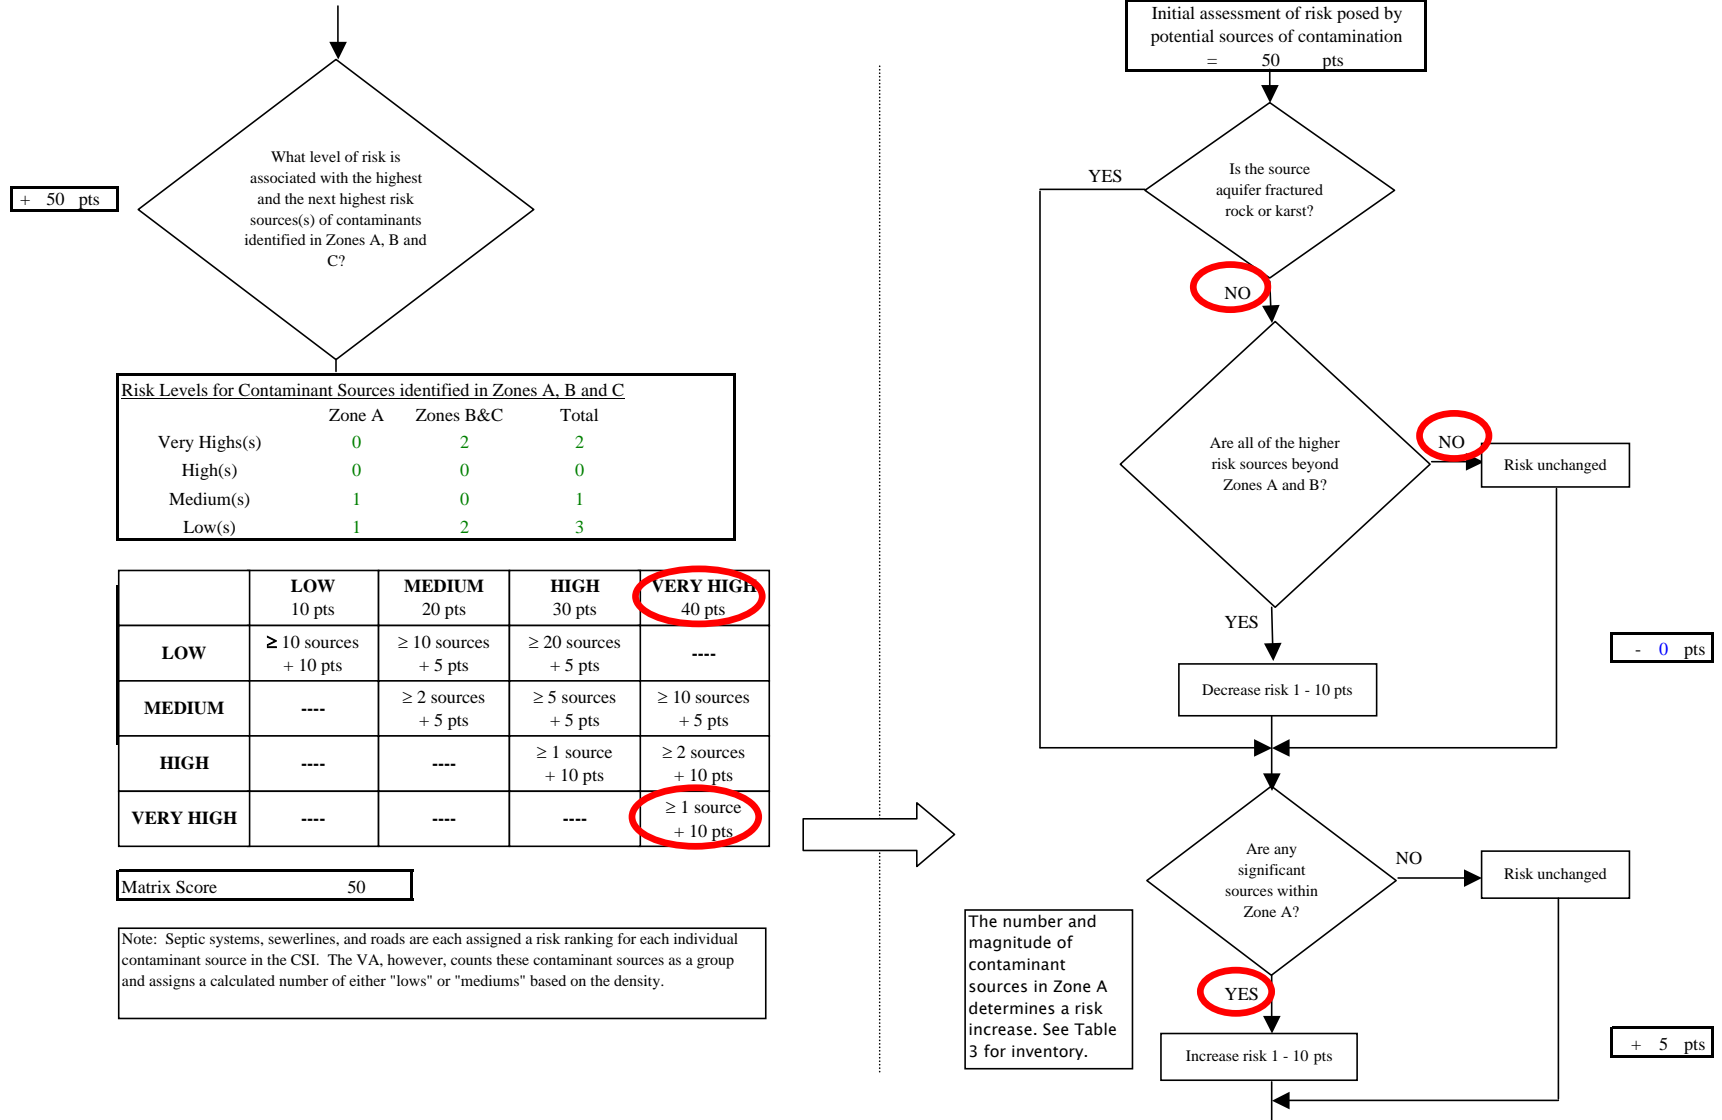 What level of risk is
associated with the highest
and the next highest risk
sources(s) of contaminants
identified in Zones A, B and
C?
+ 50 pts
Risk Levels for Contaminant Sources identified in Zones A, B and C
Zone A Zones B&C Total
Very Highs(s) 0 2 2
High(s) 0 0 0
Medium(s) 1 0 1
Low(s) 1 2 3
LOW MEDIUM HIGH VERY HIGH
10 pts 20 pts 30 pts 40 pts
LOW ≥ 10 sources ≥ 10 sources ≥ 20 sources ----
+ 10 pts + 5 pts + 5 pts
MEDIUM ---- ≥ 2 sources ≥ 5 sources ≥ 10 sources
+ 5 pts + 5 pts + 5 pts
HIGH ---- ---- ≥ 1 source ≥ 2 sources
+ 10 pts + 10 pts
VERY HIGH ---- ---- ---- ≥ 1 source
+ 10 pts
Matrix Score 50
Note: Septic systems, sewerlines, and roads are each assigned a risk ranking for each individual
contaminant source in the CSI. The VA, however, counts these contaminant sources as a group
and assigns a calculated number of either "lows" or "mediums" based on the density.
Initial assessment of risk posed by
potential sources of contamination
= 50 pts
Is the source
aquifer fractured
rock or karst?
YES
NO
Are all of the higher
risk sources beyond
Zones A and B?
NO
Risk unchanged
YES
Decrease risk 1 - 10 pts
- 0 pts
Are any
significant
sources within
Zone A?
NO
Risk unchanged
The number and
magnitude of
contaminant
sources in Zone A
determines a risk
increase. See Table
3 for inventory.
YES
Increase risk 1 - 10 pts
+ 5 pts